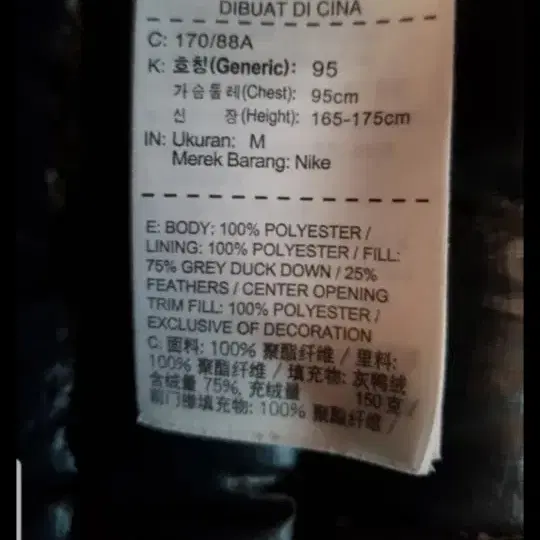 DIBUAT DI CINA
C: 170/88A
K: 호칭(Generic): 95
가슴둘레(Chest): 95cm
신 장(Height): 165-175cm
IN: Ukuran: M
Merek Barang: Nike
E: BODY: 100% POLYESTER /
LINING: 100% POLYESTER / FILL:
75% GREY DUCK DOWN / 25%
FEATHERS / CENTER OPENING
TRIM FILL: 100% POLYESTER /
EXCLUSIVE OF DECORATION
C: 面料: 100% 聚酯纤维 / 里料:
100% 聚酯纤维 / 填充物: 灰鸭绒
含绒量 75%, 充绒量 150 克 /
前门襟填充物: 100% 聚酯纤维 /